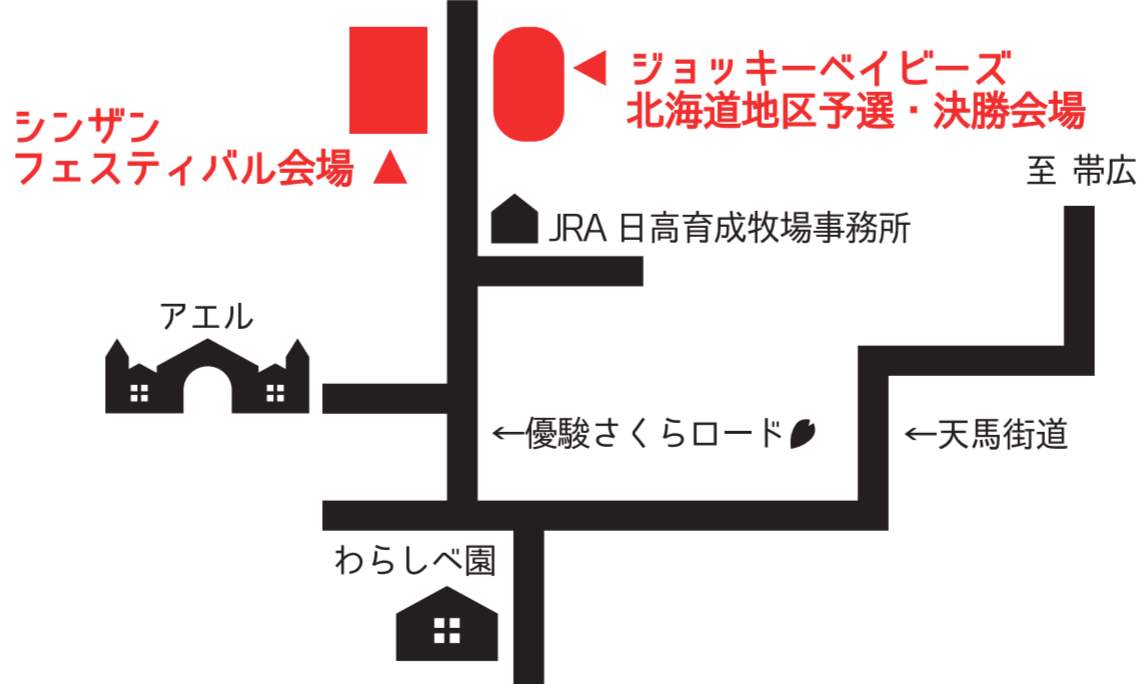 ジョッキーベイビーズ
北海道地区予選・決勝会場
シンザン
フェスティバル会場
至 帯広
JRA 日高育成牧場事務所
アエル
←優駿さくらロード
←天馬街道
わらしべ園